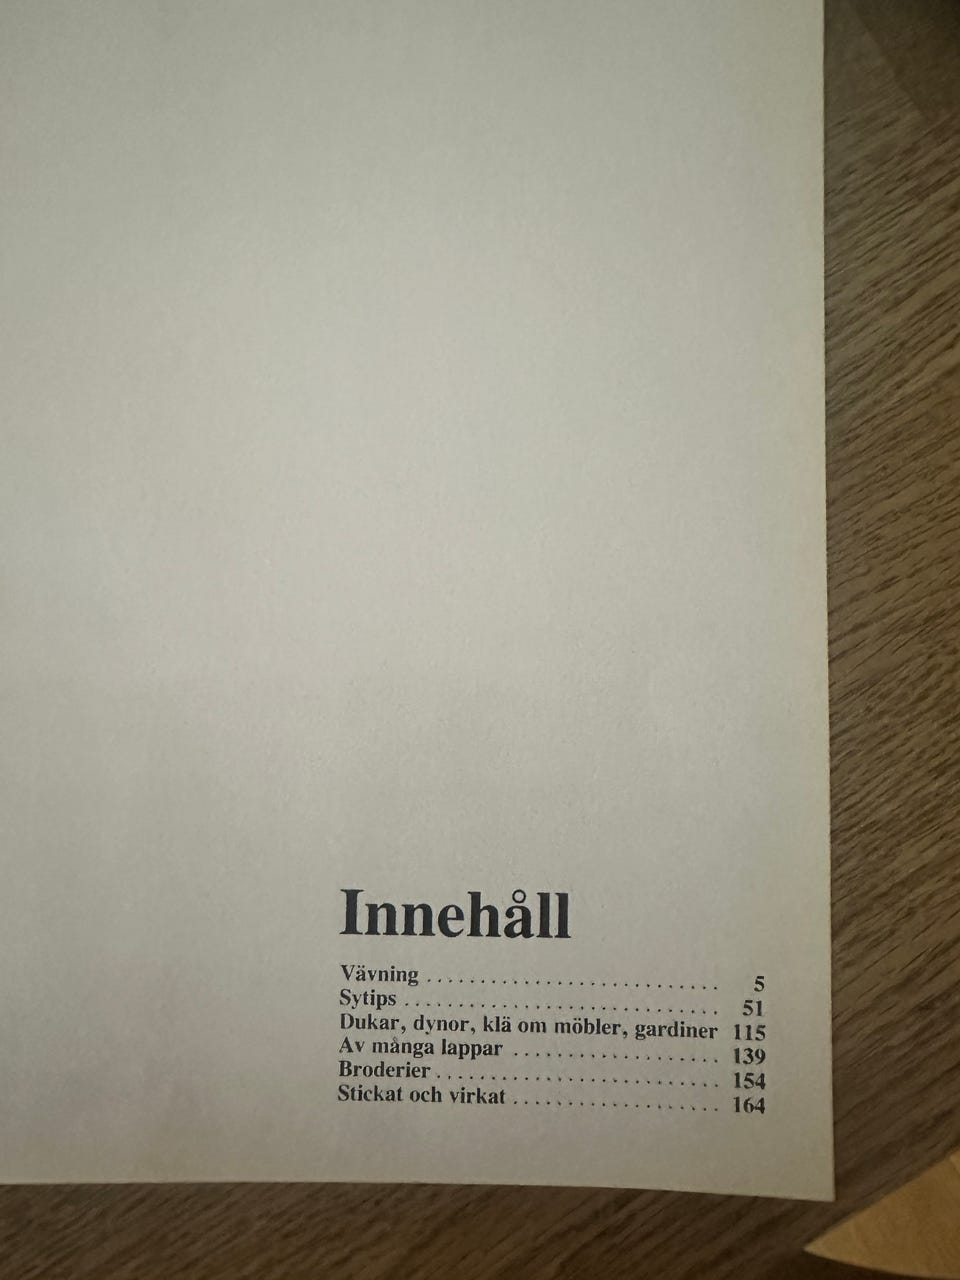 Innehåll
Vävning .......................... 5
Sytips ............................ 51
Dukar, dynor, klä om möbler, gardiner 115
Av många lappar ................... 139
Broderier .......................... 154
Stickat och virkat ................... 164